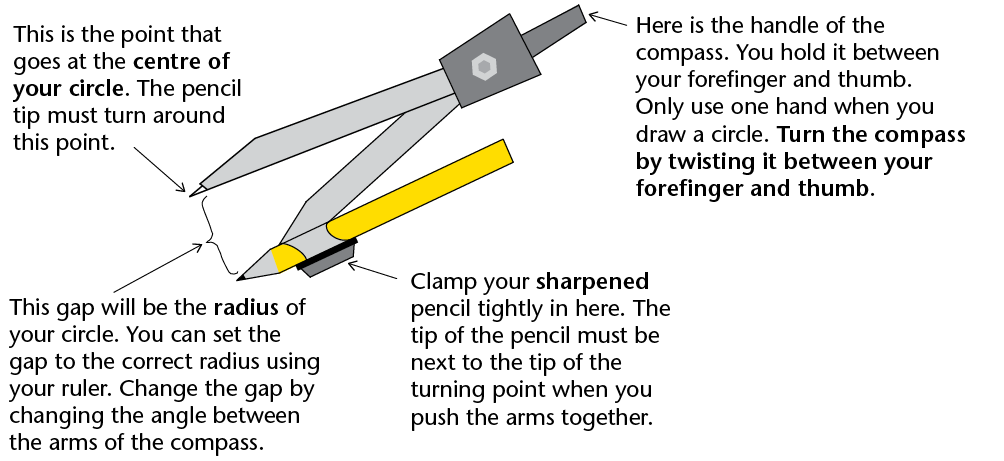 This is the point that
goes at the centre of
your circle. The pencil
tip must turn around
this point.
Here is the handle of the
compass. You hold it between
your forefinger and thumb.
Only use one hand when you
draw a circle. Turn the compass
by twisting it between your
forefinger and thumb.
This gap will be the radius of
your circle. You can set the
gap to the correct radius using
your ruler. Change the gap by
changing the angle between
the arms of the compass.
Clamp your sharpened
pencil tightly in here. The
tip of the pencil must be
next to the tip of the
turning point when you
push the arms together.